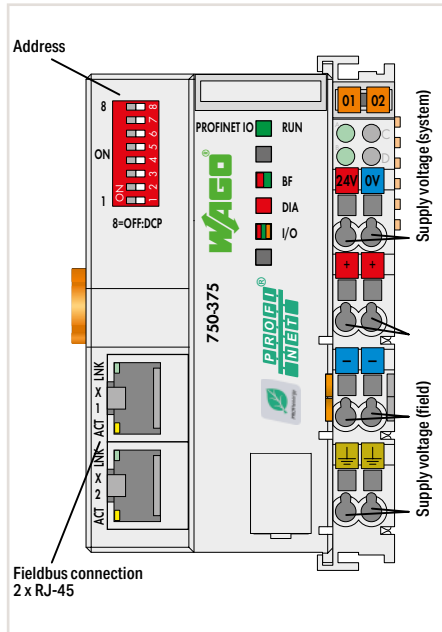 Address
8
ON
1
ON
1 2 3 4 5 6 7 8
8=OFF:DCP
PROFINET IO
RUN
BF
DIA
I/O
WAGO®
750-375
PROFI
NET®
01 02
C
D
24V 0V
+ +
— —
Supply voltage (system)
Supply voltage (field)
LNK
X
1
ACT
LNK
X
2
ACT
Fieldbus connection
2 x RJ-45